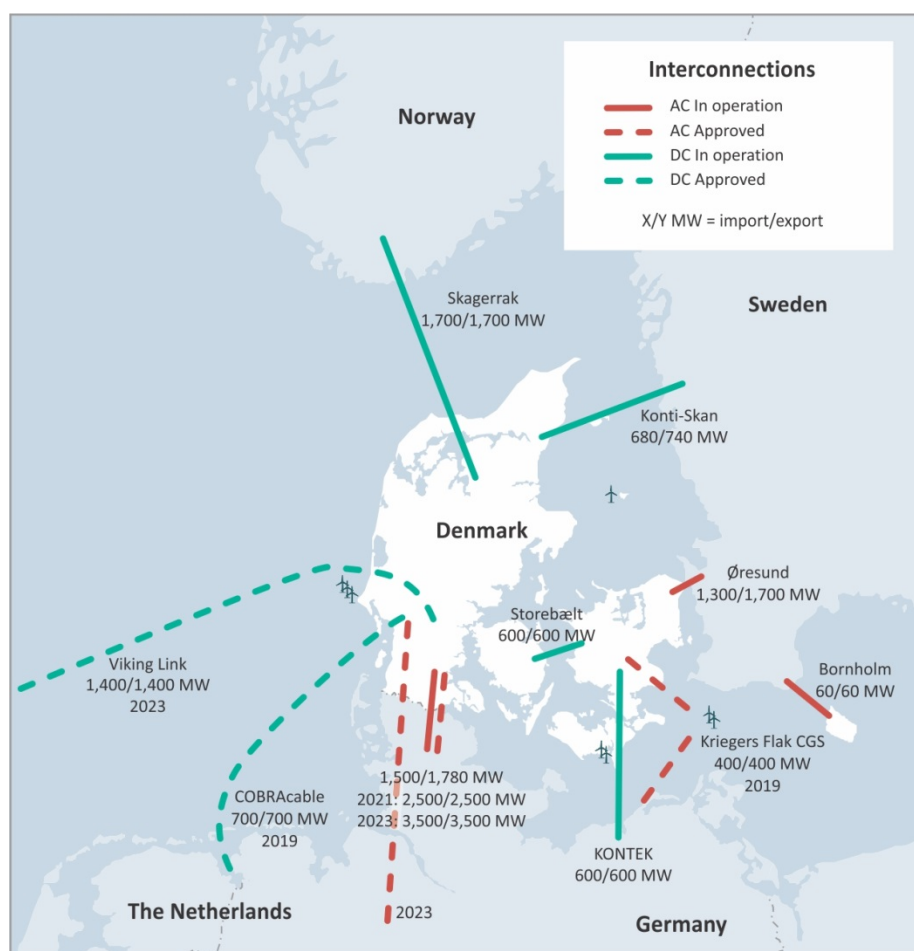 Interconnections
AC In operation
AC Approved
DC In operation
DC Approved
X/Y MW = import/export
Norway
Skagerrak
1,700/1,700 MW
Sweden
Konti-Skan
680/740 MW
Denmark
Øresund
1,300/1,700 MW
Storebælt
600/600 MW
Viking Link
1,400/1,400 MW
2023
Bornholm
60/60 MW
Kriegers Flak CGS
400/400 MW
2019
1,500/1,780 MW
2021: 2,500/2,500 MW
2023: 3,500/3,500 MW
COBRAcable
700/700 MW
2019
KONTEK
600/600 MW
The Netherlands
2023
Germany